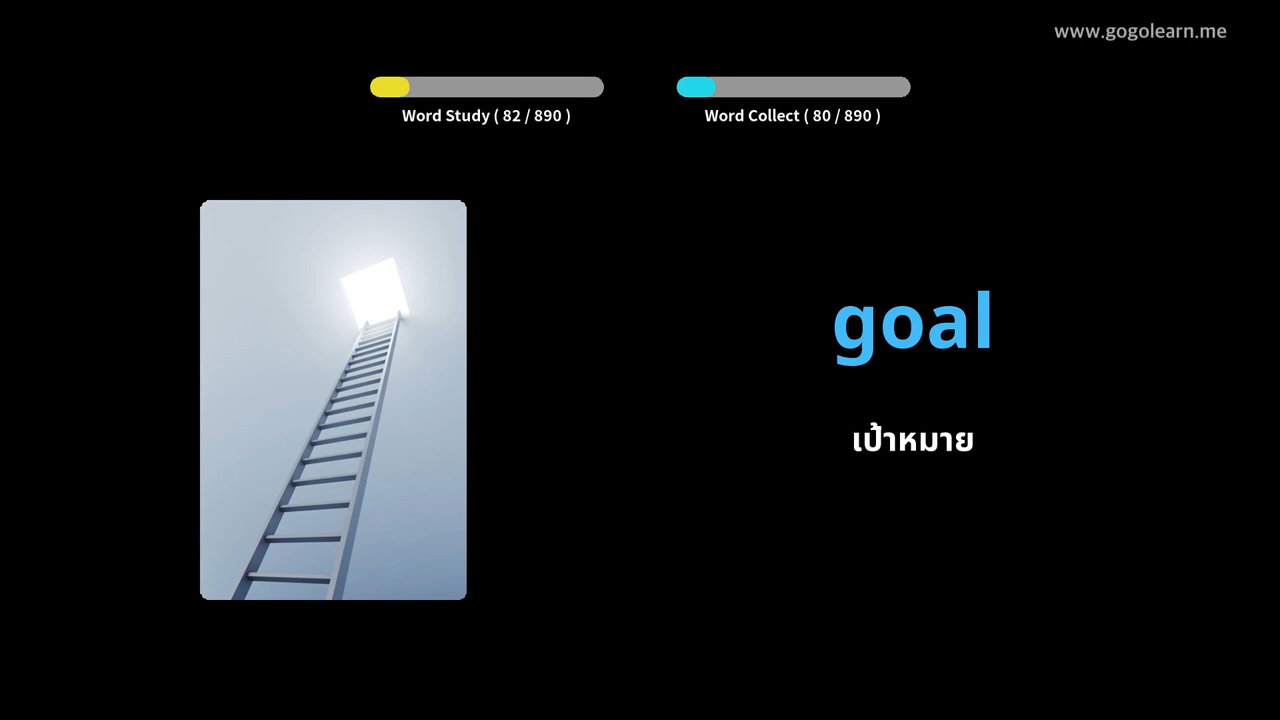 www.gogolearn.me
Word Study ( 82 / 890 )
Word Collect ( 80 / 890 )
goal
เป้าหมาย